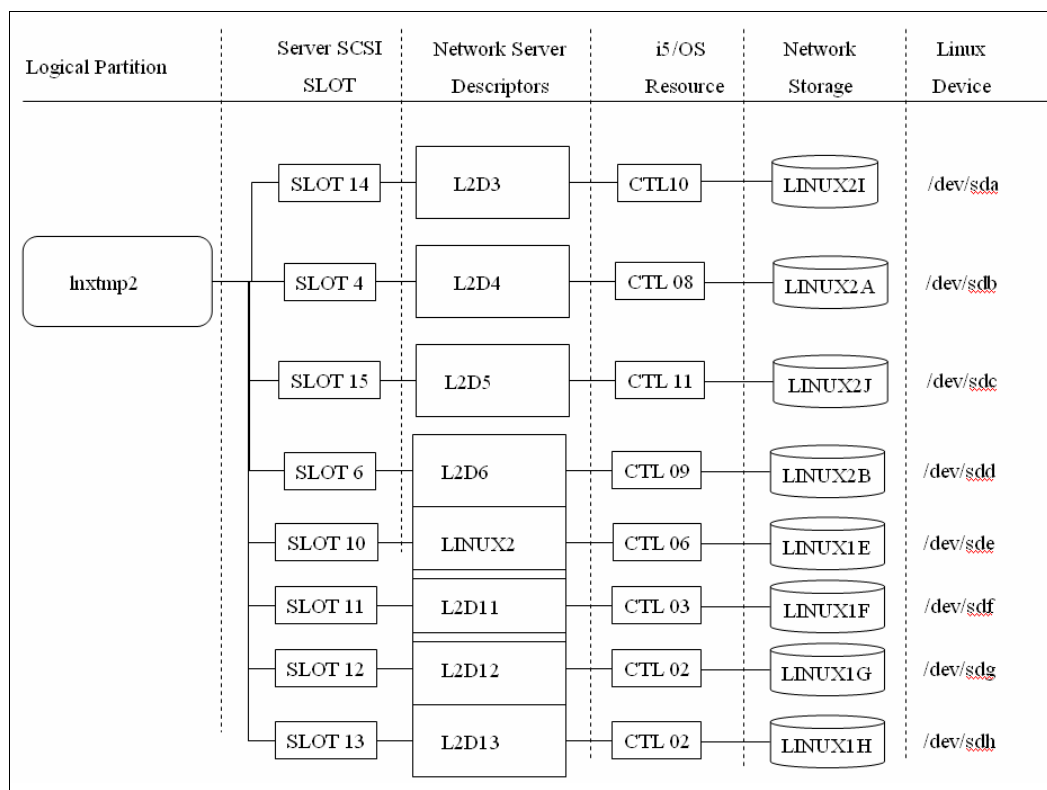 Logical Partition
Server SCSI
SLOT
Network Server
Descriptors
i5/OS
Resource
Network
Storage
Linux
Device
lnxtmp2
SLOT 14
L2D3
CTL10
LINUX2I
/dev/sda
SLOT 4
L2D4
CTL 08
LINUX2A
/dev/sdb
SLOT 15
L2D5
CTL 11
LINUX2J
/dev/sdc
SLOT 6
L2D6
CTL 09
LINUX2B
/dev/sdd
SLOT 10
LINUX2
CTL 06
LINUX1E
/dev/sde
SLOT 11
L2D11
CTL 03
LINUX1F
/dev/sdf
SLOT 12
L2D12
CTL 02
LINUX1G
/dev/sdg
SLOT 13
L2D13
CTL 02
LINUX1H
/dev/sdh